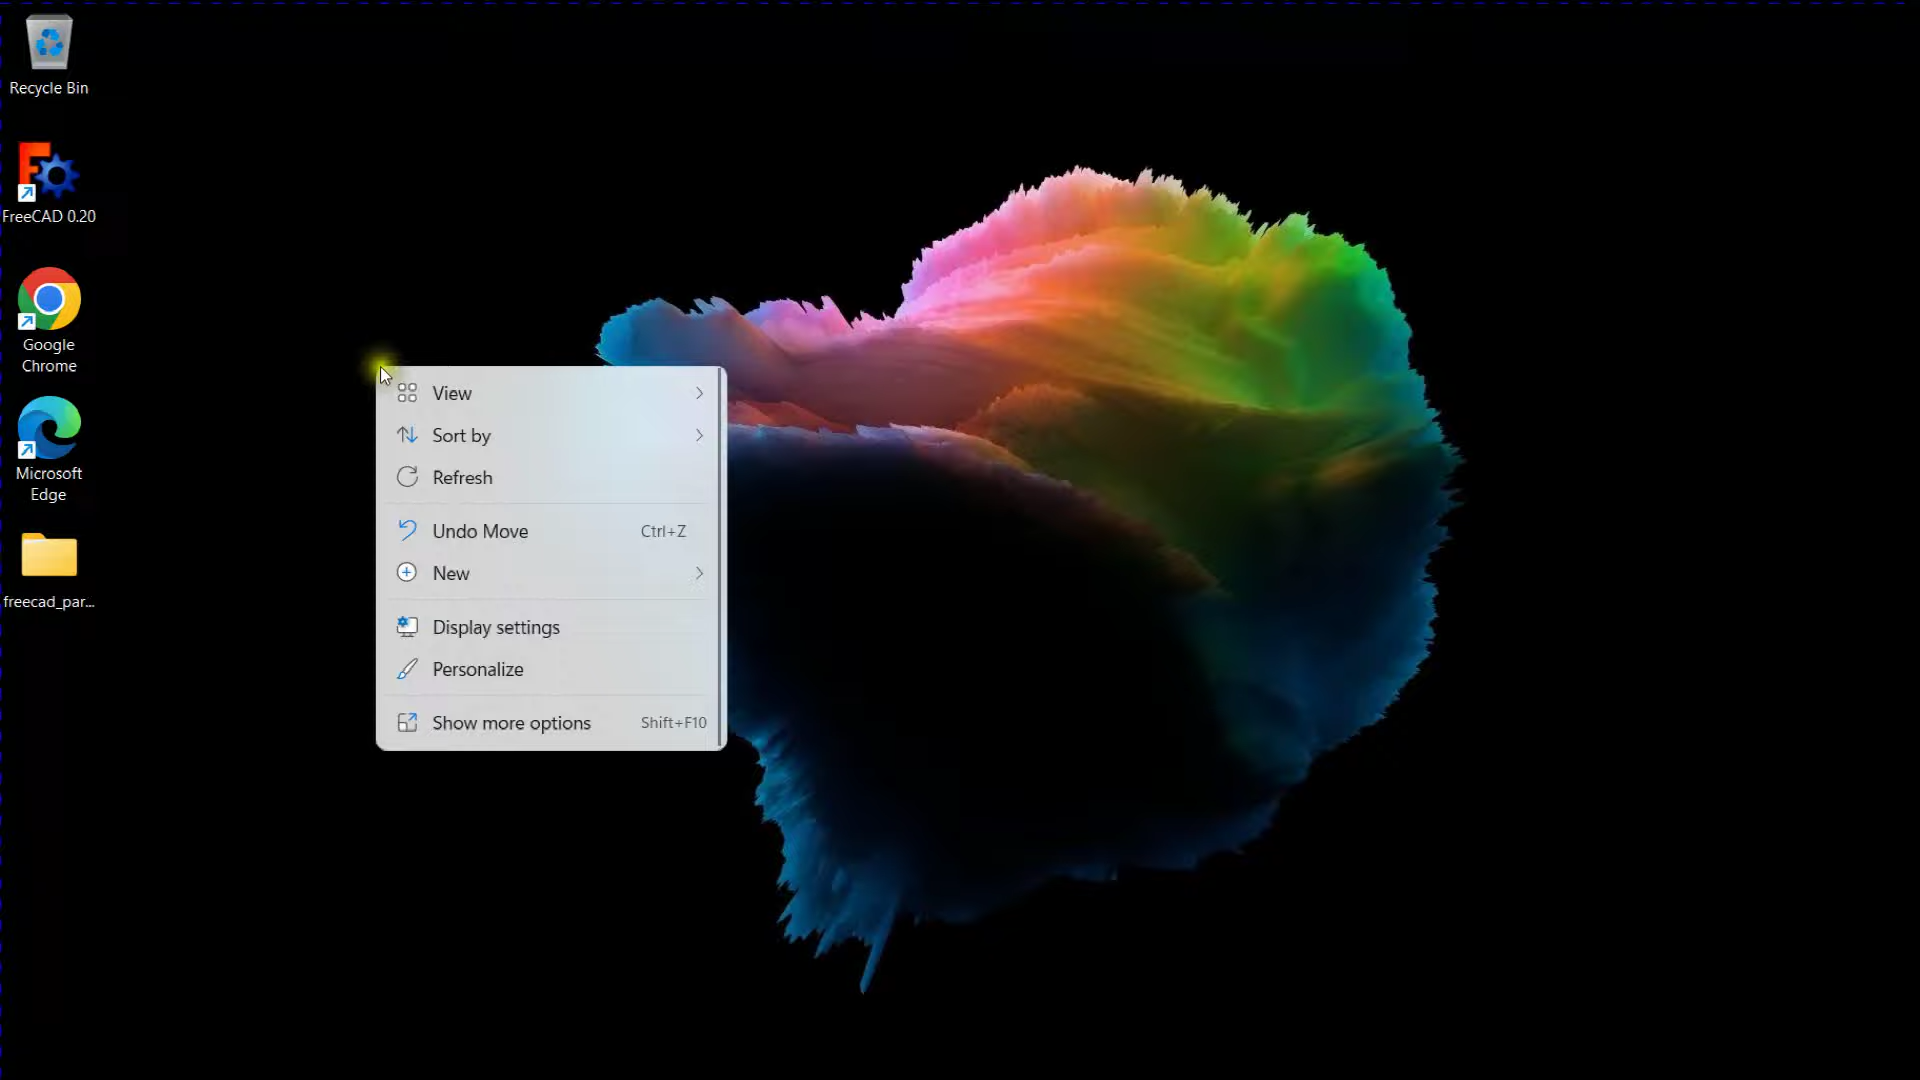 Recycle Bin
FreeCAD 0.20
Google
Chrome
Microsoft
Edge
freecad_par...
View
Sort by
Refresh
Undo Move Ctrl+Z
New
Display settings
Personalize
Show more options Shift+F10